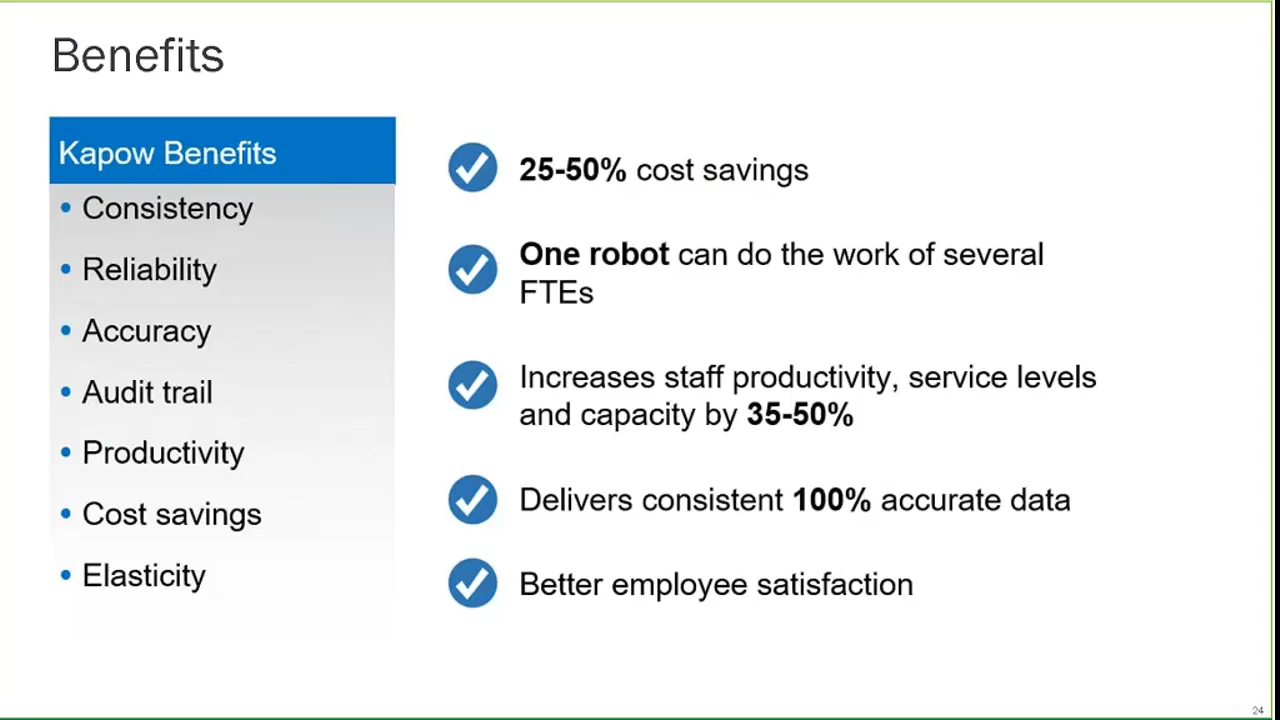 Benefits
Kapow Benefits
• Consistency
• Reliability
• Accuracy
• Audit trail
• Productivity
• Cost savings
• Elasticity
25-50% cost savings
One robot can do the work of several
FTEs
Increases staff productivity, service levels
and capacity by 35-50%
Delivers consistent 100% accurate data
Better employee satisfaction
24